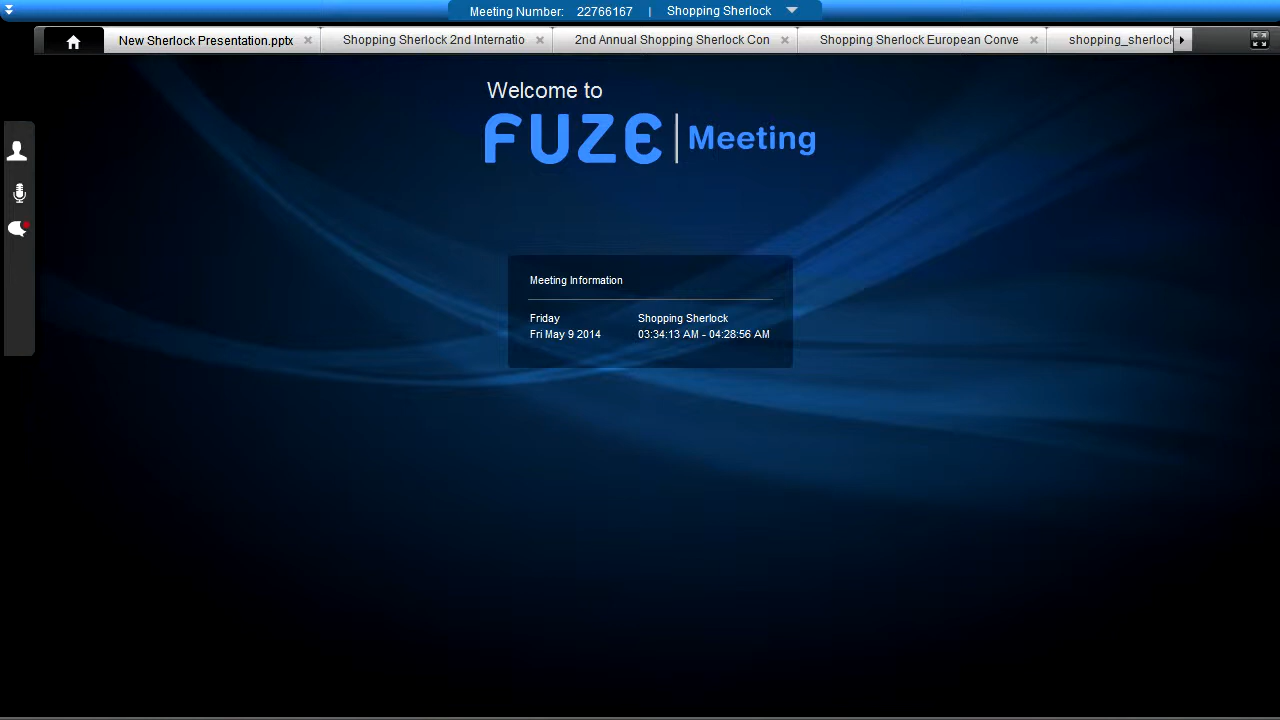 Meeting Number: 22766167 | Shopping Sherlock
New Sherlock Presentation.pptx
Shopping Sherlock 2nd Internatio
2nd Annual Shopping Sherlock Con
Shopping Sherlock European Conve
shopping_sherlock
Welcome to
FUZE | Meeting
Meeting Information
Friday Shopping Sherlock
Fri May 9 2014 03:34:13 AM - 04:28:56 AM